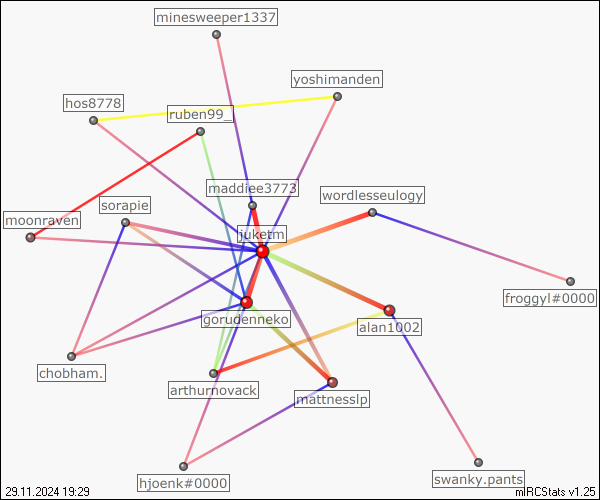 minesweeper1337
yoshimanden
hos8778
ruben99_
maddiee3773
wordlesseulogy
sorapie
moonraven
juketm
froggyl#0000
gorudenneko
alan1002
chobham.
arthurnovack
mattnesslp
hjoenk#0000
swanky.pants
29.11.2024 19:29
mIRCStats v1.25